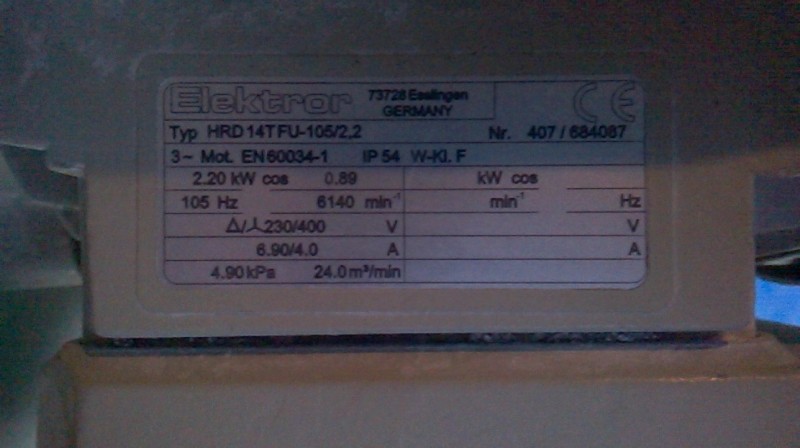 Elektror 73728 Esslingen
GERMANY CE
Typ HRD 14T FU-105/2,2 Nr. 407 / 684087
3~ Mot. EN 60034-1 IP 54 W-Kl. F
2.20 kW cos 0.89 kW cos
105 Hz 6140 min⁻¹ min⁻¹ Hz
Δ/⅄ 230/400 V V
6.90/4.0 A A
4.90 kPa 24.0 m³/min